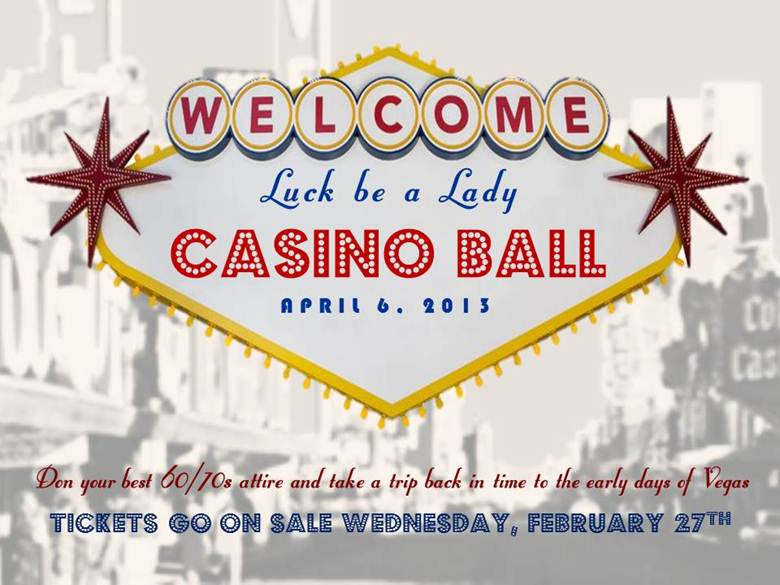 WELCOME
Luck be a Lady
CASINO BALL
APRIL 6, 2013
Don your best 60/70s attire and take a trip back in time to the early days of Vegas
TICKETS GO ON SALE WEDNESDAY, FEBRUARY 27TH